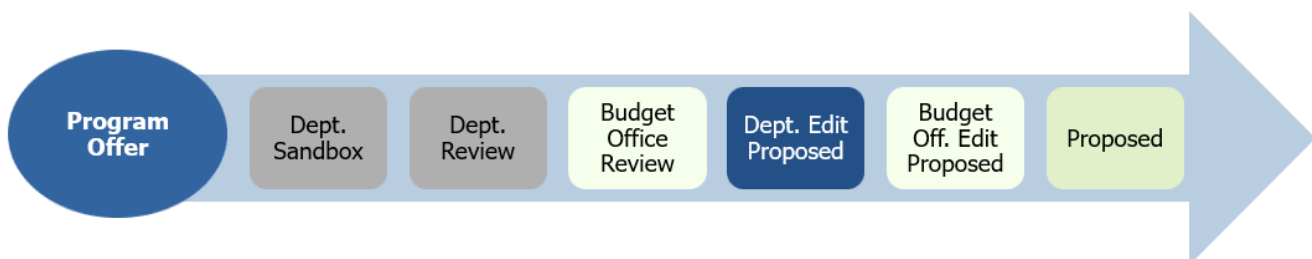 Program
Offer
Dept.
Sandbox
Dept.
Review
Budget
Office
Review
Dept. Edit
Proposed
Budget
Off. Edit
Proposed
Proposed